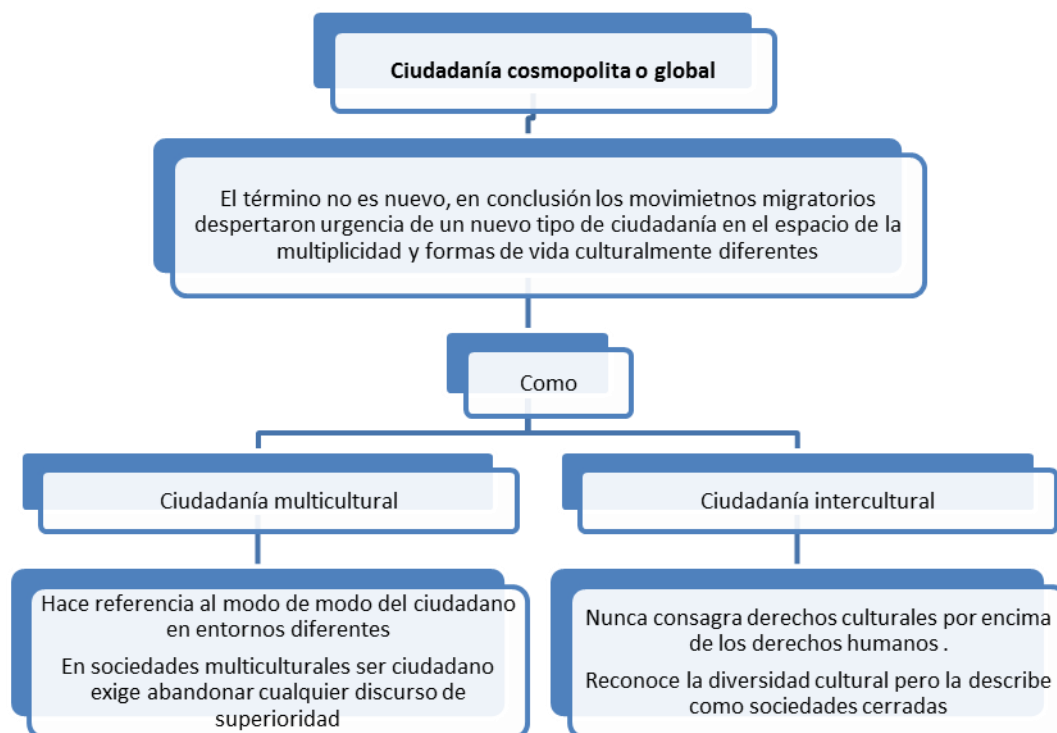 Ciudadanía cosmopolita o global
El término no es nuevo, en conclusión los movimietnos migratorios
despertaron urgencia de un nuevo tipo de ciudadanía en el espacio de la
multiplicidad y formas de vida culturalmente diferentes
Como
Ciudadanía multicultural
Hace referencia al modo de modo del ciudadano
en entornos diferentes
En sociedades multiculturales ser ciudadano
exige abandonar cualquier discurso de
superioridad
Ciudadanía intercultural
Nunca consagra derechos culturales por encima
de los derechos humanos .
Reconoce la diversidad cultural pero la describe
como sociedades cerradas